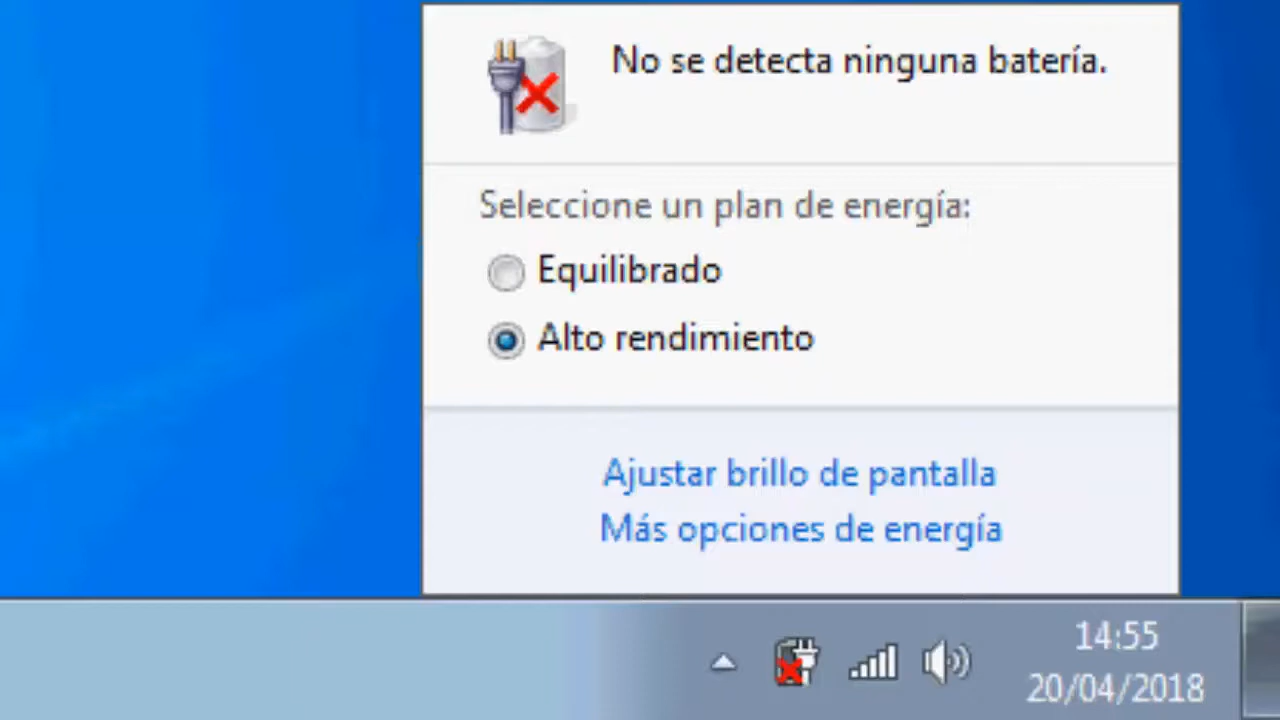 No se detecta ninguna batería.
Seleccione un plan de energía:
Equilibrado
Alto rendimiento
Ajustar brillo de pantalla
Más opciones de energía
14:55
20/04/2018